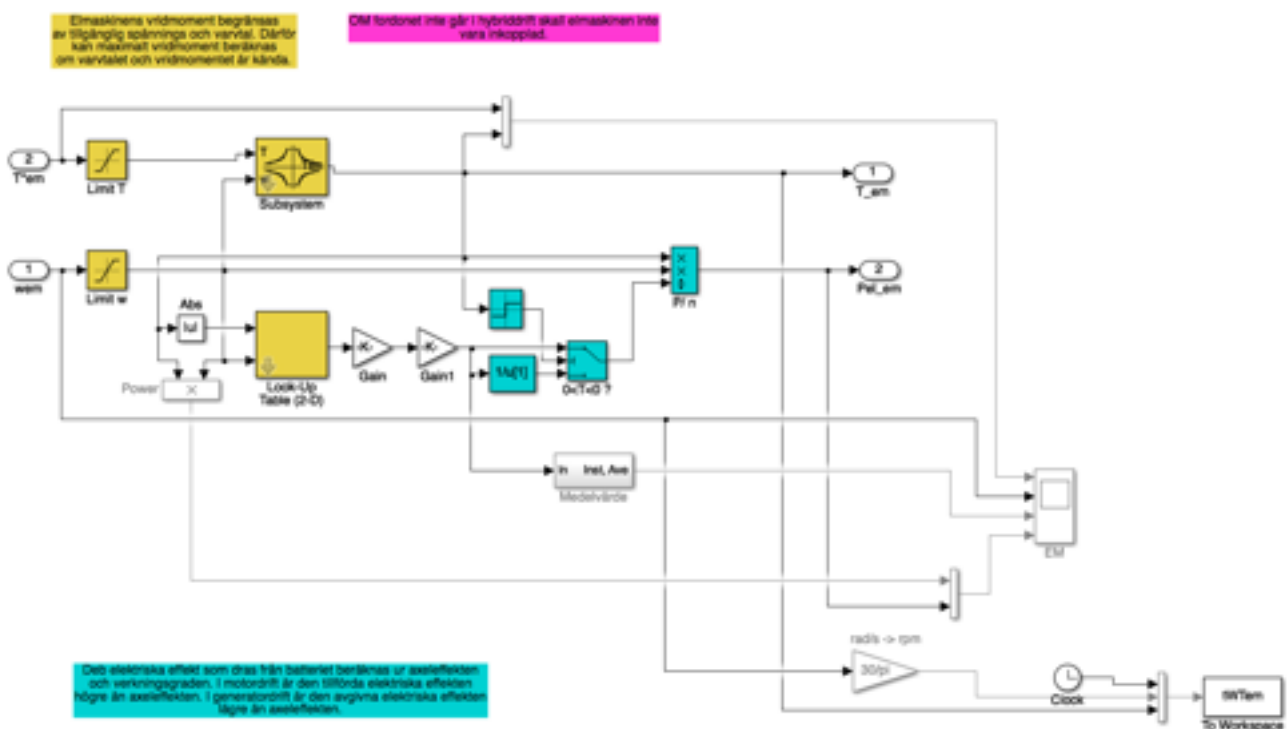 Elmaskinens vridmoment begränsas
av tillgänglig spännings och varvtal. Därför
kan maximalt vridmoment beräknas
om varvtalet och vridmomentet är kända.
OM fordonet inte går i hybriddrift skall elmaskinen inte
vara inkopplad.
2
T*em
Limit T
T
w
Tlim
Subsystem
1
T_em
1
wem
Limit w
Abs
|u|
Power
×
Look-Up
Table (2-D)
-K-
Gain
-K-
Gain1
1/u[1]
0<T<0 ?
×
×
÷
P/ n
2
Pel_em
In Inst, Ave
Medelvärde
EM
rad/s -> rpm
30/pi
Clock
tWTem
To Workspace
Deb elektriska effekt som dras från batteriet beräknas ur axeleffekten
och verkningsgraden. I motordrift är den tillförda elektriska effekten
högre än axeleffekten. I generatordrift är den avgivna elektriska effekten
lägre än axeleffekten.